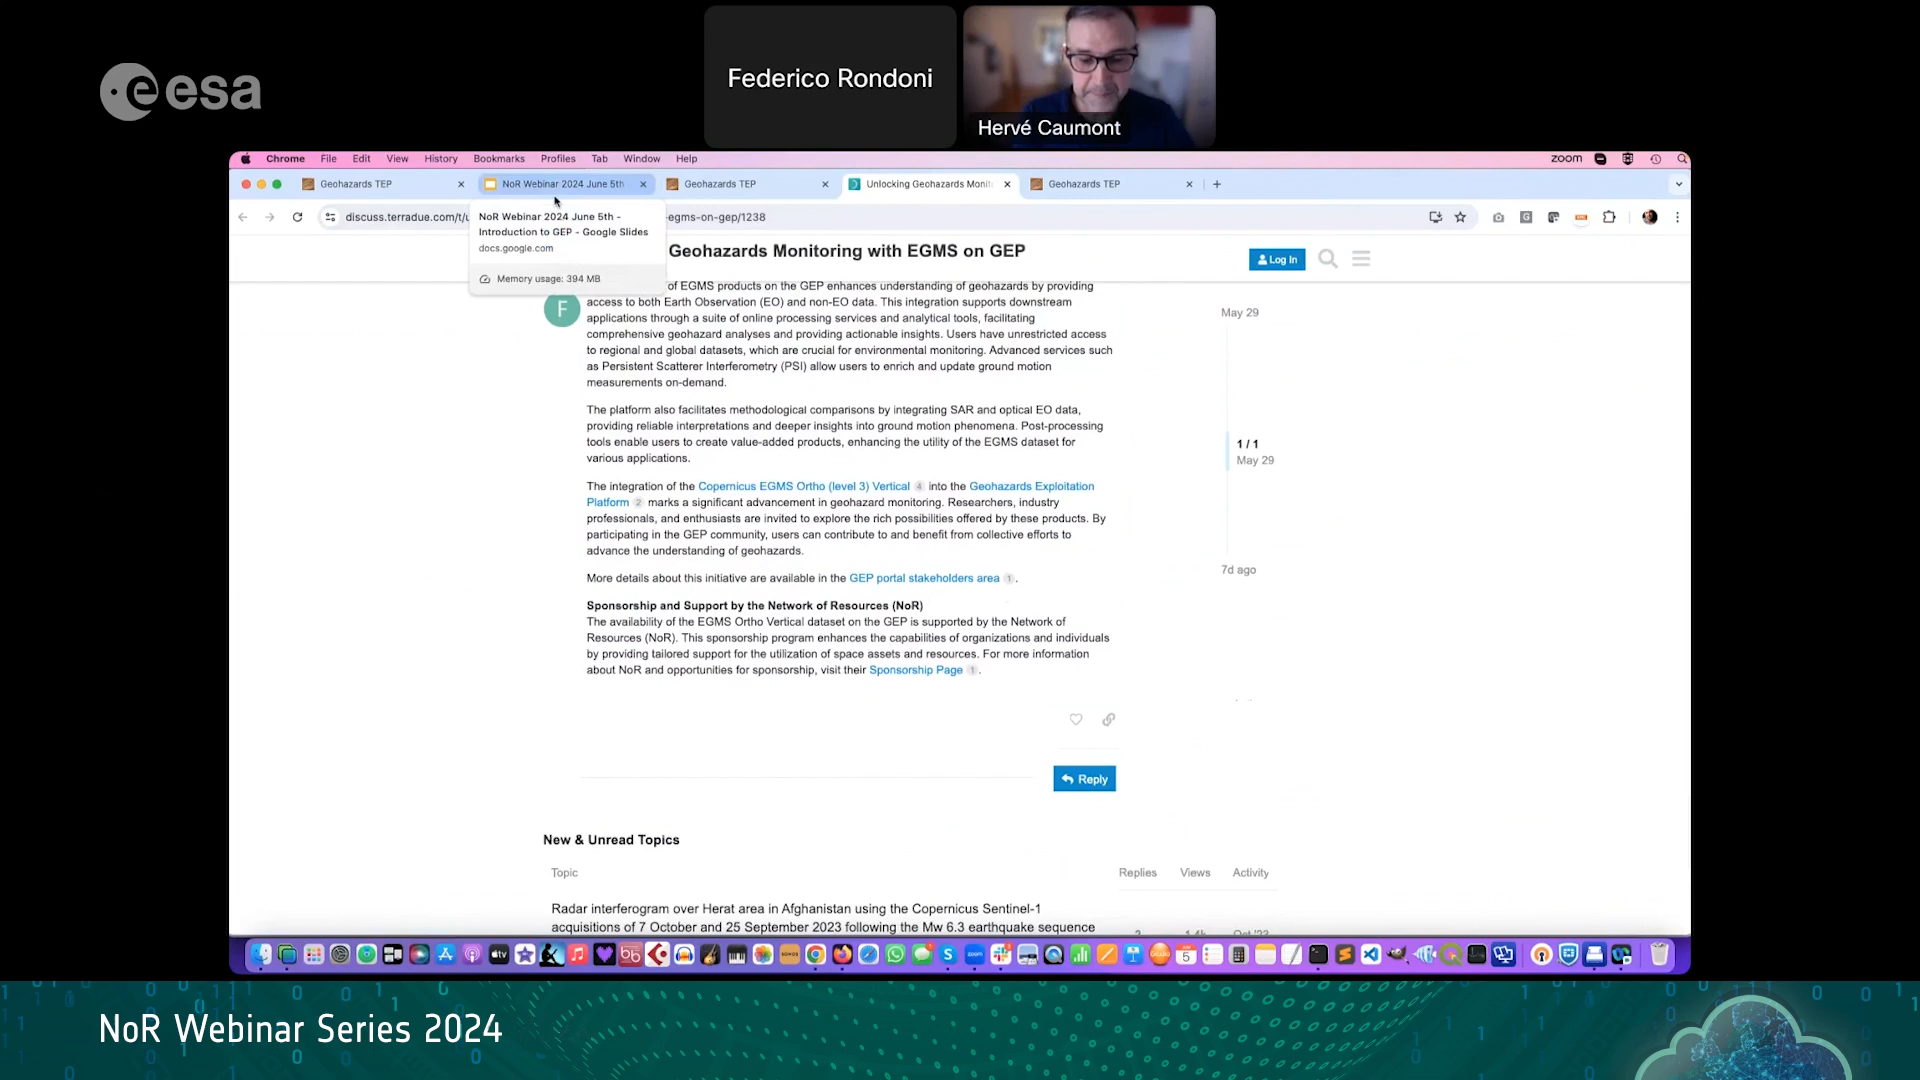 esa
Federico Rondoni
Hervé Caumont
Chrome File Edit View History Bookmarks Profiles Tab Window Help
zoom
Geohazards TEP
NoR Webinar 2024 June 5th
Geohazards TEP
Unlocking Geohazards Monit
Geohazards TEP
discuss.terradue.com/t/u
egms-on-gep/1238
NoR Webinar 2024 June 5th -
Introduction to GEP - Google Slides
docs.google.com
Memory usage: 394 MB
Geohazards Monitoring with EGMS on GEP
Log In
F
of EGMS products on the GEP enhances understanding of geohazards by providing
access to both Earth Observation (EO) and non-EO data. This integration supports downstream
applications through a suite of online processing services and analytical tools, facilitating
comprehensive geohazard analyses and providing actionable insights. Users have unrestricted access
to regional and global datasets, which are crucial for environmental monitoring. Advanced services such
as Persistent Scatterer Interferometry (PSI) allow users to enrich and update ground motion
measurements on-demand.
The platform also facilitates methodological comparisons by integrating SAR and optical EO data,
providing reliable interpretations and deeper insights into ground motion phenomena. Post-processing
tools enable users to create value-added products, enhancing the utility of the EGMS dataset for
various applications.
The integration of the Copernicus EGMS Ortho (level 3) Vertical 4 into the Geohazards Exploitation
Platform 2 marks a significant advancement in geohazard monitoring. Researchers, industry
professionals, and enthusiasts are invited to explore the rich possibilities offered by these products. By
participating in the GEP community, users can contribute to and benefit from collective efforts to
advance the understanding of geohazards.
More details about this initiative are available in the GEP portal stakeholders area 1 .
Sponsorship and Support by the Network of Resources (NoR)
The availability of the EGMS Ortho Vertical dataset on the GEP is supported by the Network of
Resources (NoR). This sponsorship program enhances the capabilities of organizations and individuals
by providing tailored support for the utilization of space assets and resources. For more information
about NoR and opportunities for sponsorship, visit their Sponsorship Page 1 .
May 29
1 / 1
May 29
7d ago
Reply
New & Unread Topics
Topic Replies Views Activity
Radar interferogram over Herat area in Afghanistan using the Copernicus Sentinel-1
acquisitions of 7 October and 25 September 2023 following the Mw 6.3 earthquake sequence
NoR Webinar Series 2024